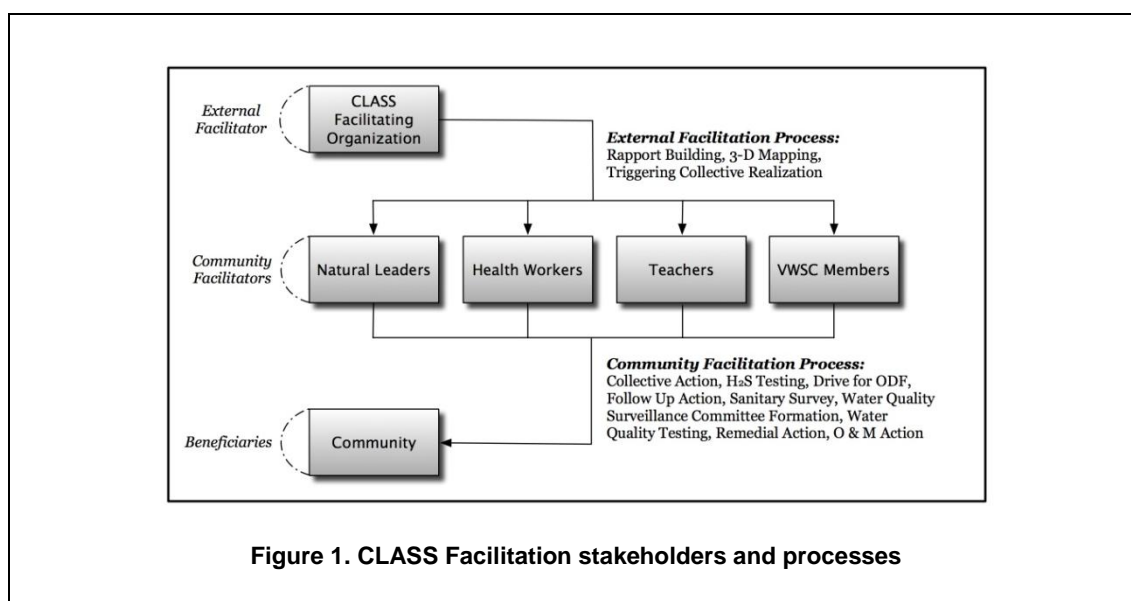 External
Facilitator
CLASS
Facilitating
Organization
External Facilitation Process:
Rapport Building, 3-D Mapping,
Triggering Collective Realization
Community
Facilitators
Natural Leaders
Health Workers
Teachers
VWSC Members
Community Facilitation Process:
Collective Action, H₂S Testing, Drive for ODF,
Follow Up Action, Sanitary Survey, Water Quality
Surveillance Committee Formation, Water
Quality Testing, Remedial Action, O & M Action
Beneficiaries
Community
Figure 1. CLASS Facilitation stakeholders and processes